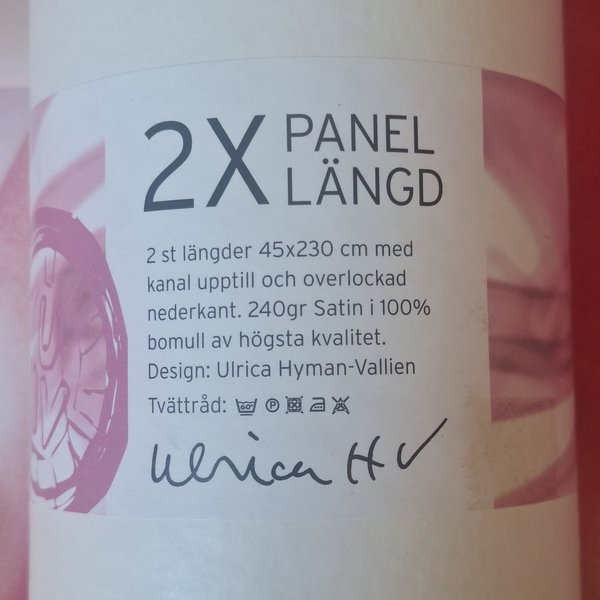 2X PANEL
LÄNGD
2 st längder 45x230 cm med
kanal upptill och overlockad
nederkant. 240gr Satin i 100%
bomull av högsta kvalitet.
Design: Ulrica Hyman-Vallien
Tvättråd: 60° P
Ulrica H V